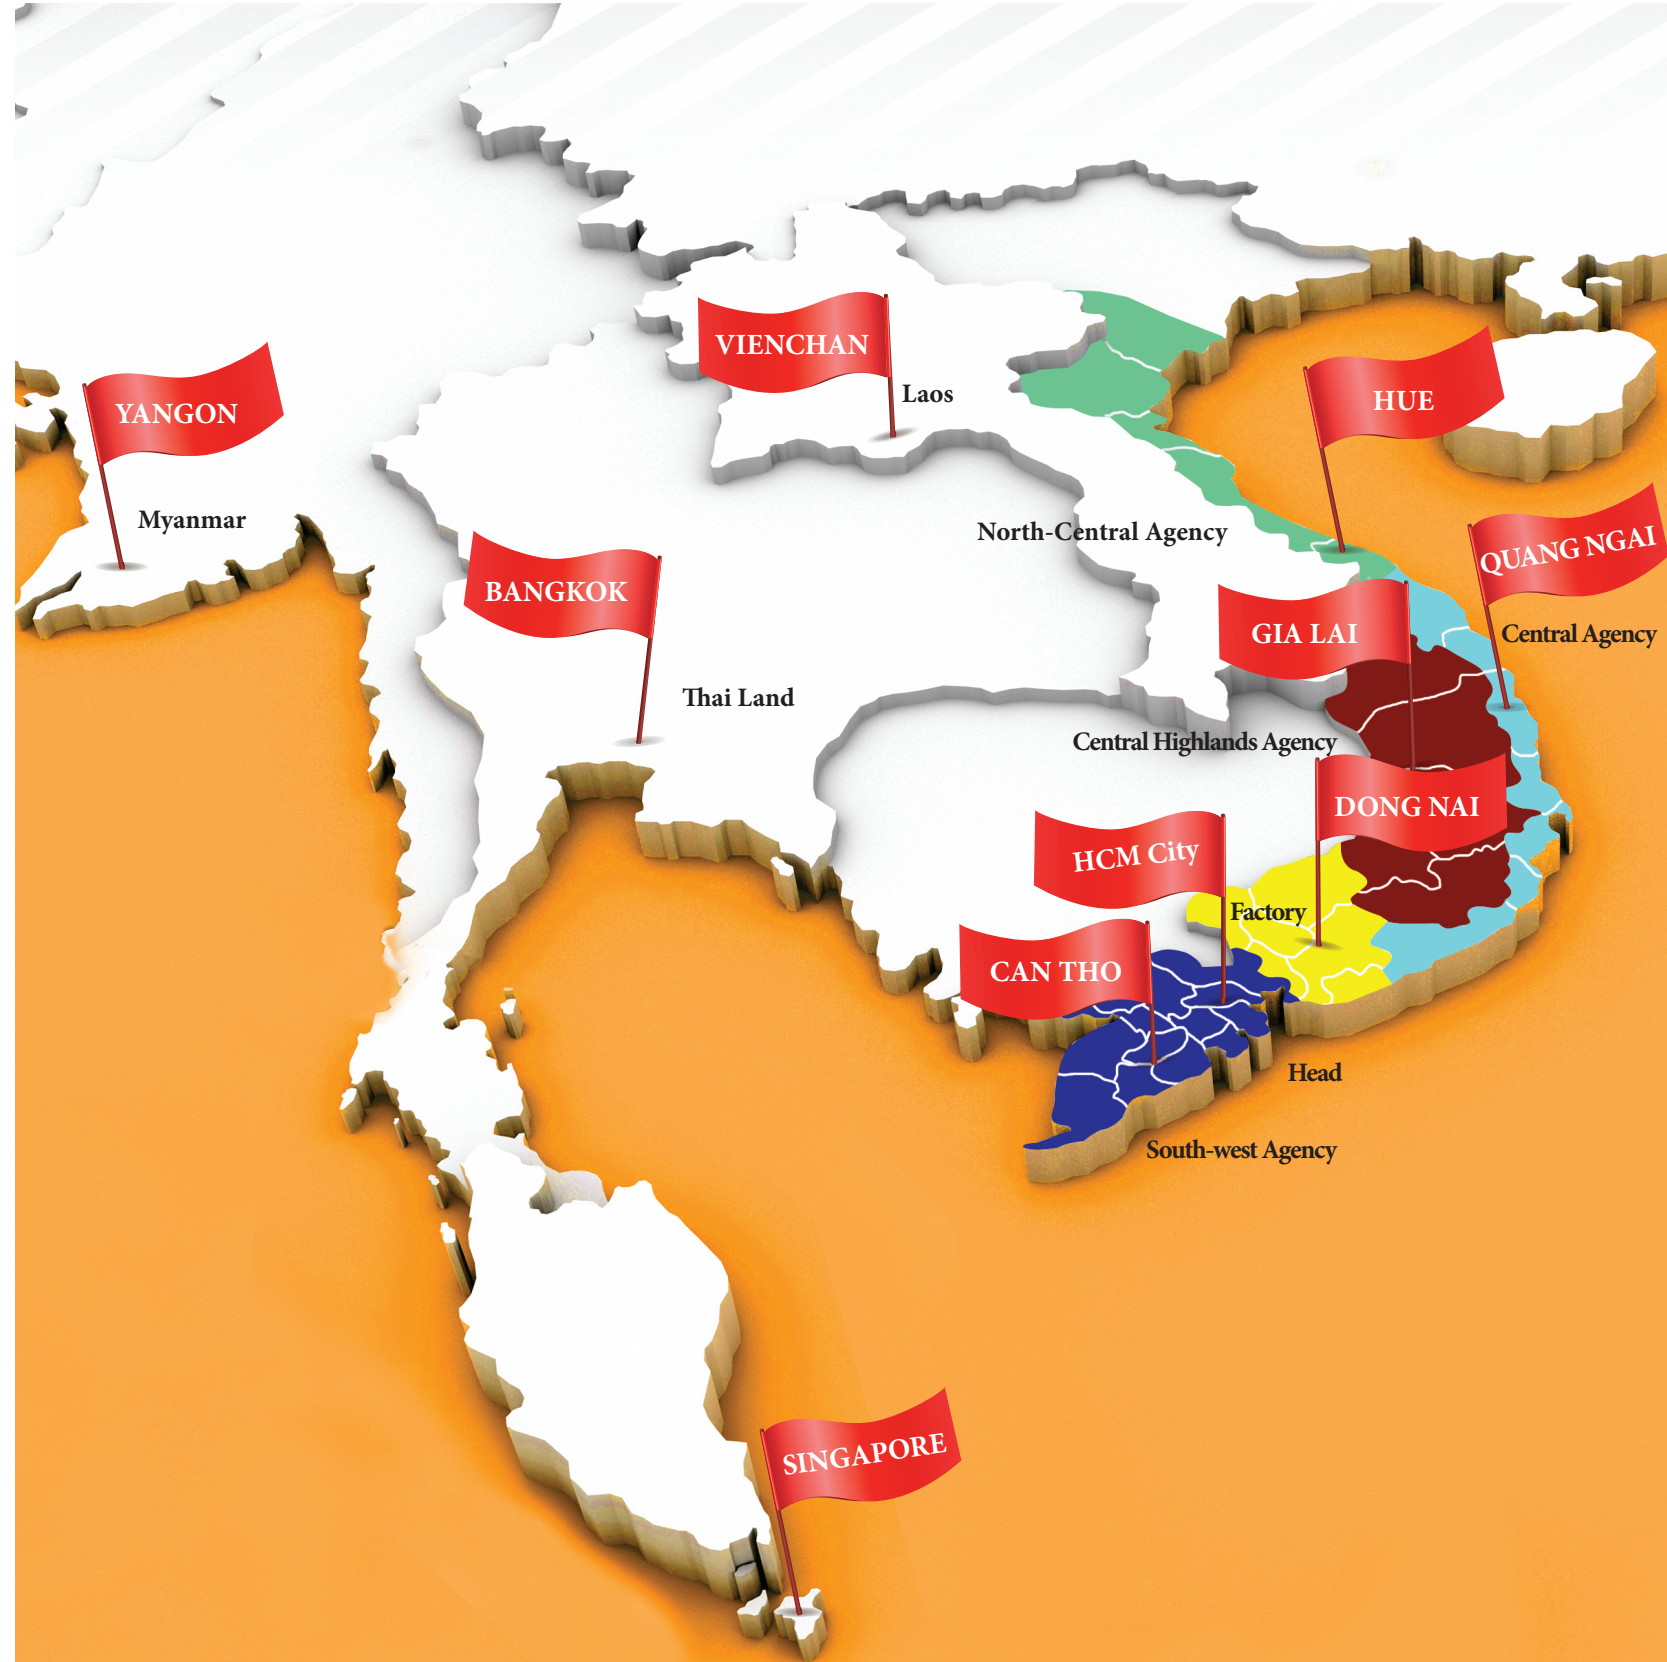 VIENCHAN
Laos
YANGON
HUE
Myanmar
North-Central Agency
QUANG NGAI
BANGKOK
GIA LAI
Central Agency
Thai Land
Central Highlands Agency
DONG NAI
HCM City
Factory
CAN THO
Head
South-west Agency
SINGAPORE